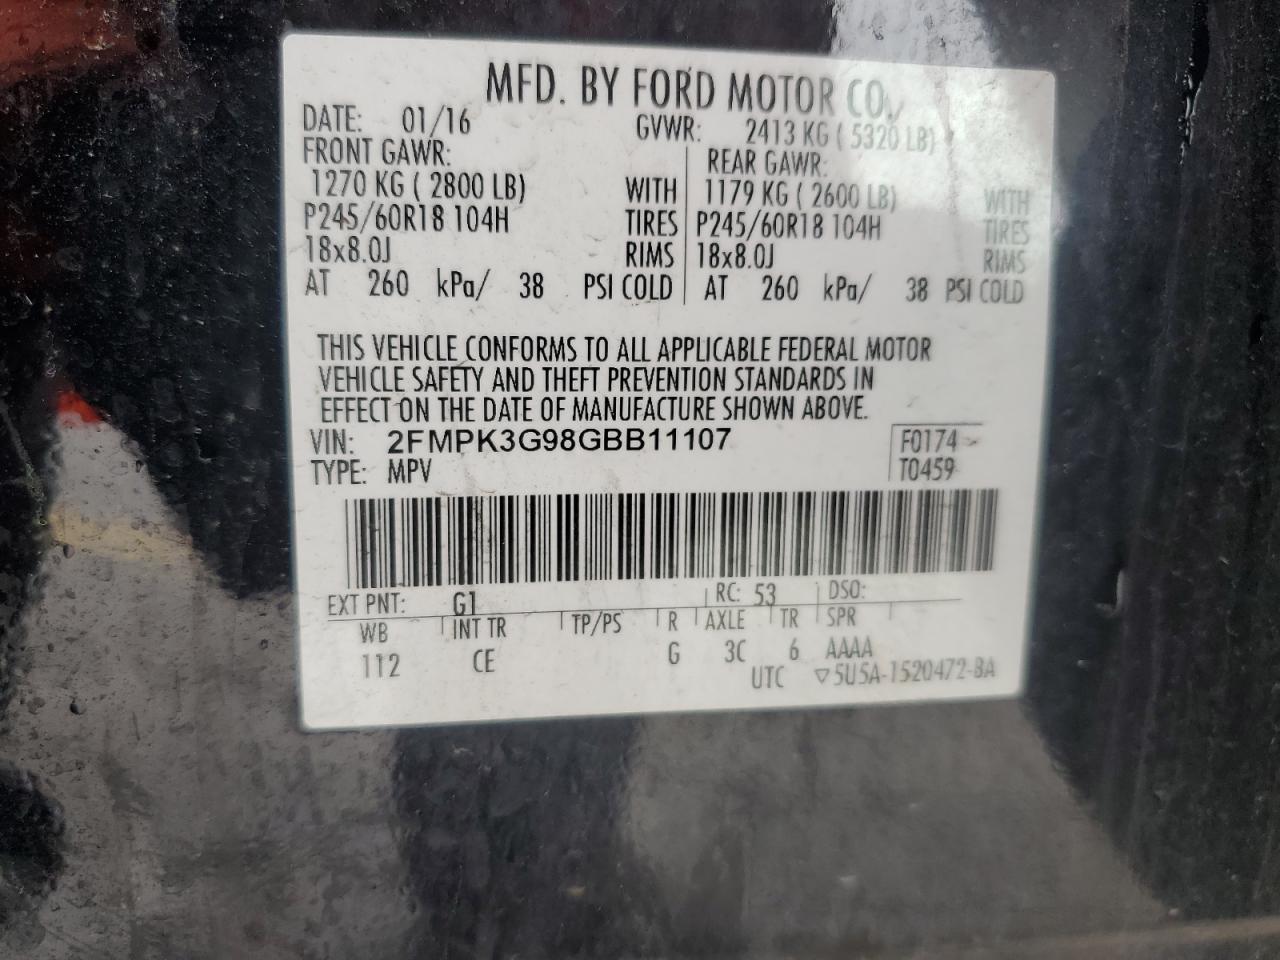 MFD. BY FORD MOTOR CO.
DATE: 01/16 GVWR: 2413 KG ( 5320 LB)
FRONT GAWR: REAR GAWR:
1270 KG ( 2800 LB) WITH 1179 KG ( 2600 LB) WITH
P245/60R18 104H TIRES P245/60R18 104H TIRES
18x8.0J RIMS 18x8.0J RIMS
AT 260 kPa/ 38 PSI COLD AT 260 kPa/ 38 PSI COLD
THIS VEHICLE CONFORMS TO ALL APPLICABLE FEDERAL MOTOR
VEHICLE SAFETY AND THEFT PREVENTION STANDARDS IN
EFFECT ON THE DATE OF MANUFACTURE SHOWN ABOVE.
VIN: 2FMPK3G98GBB11107 F0174
TYPE: MPV T0459
EXT PNT: G1 RC: 53 DSO:
WB INT TR TP/PS R AXLE TR SPR
112 CE G 3C 6 AAAA
UTC ▽5U5A-1520472-BA